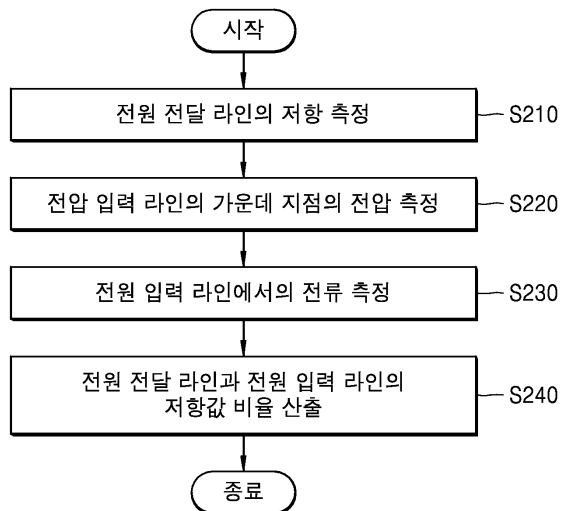 시작
전원 전달 라인의 저항 측정
S210
전압 입력 라인의 가운데 지점의 전압 측정
S220
전원 입력 라인에서의 전류 측정
S230
전원 전달 라인과 전원 입력 라인의
저항값 비율 산출
S240
종료